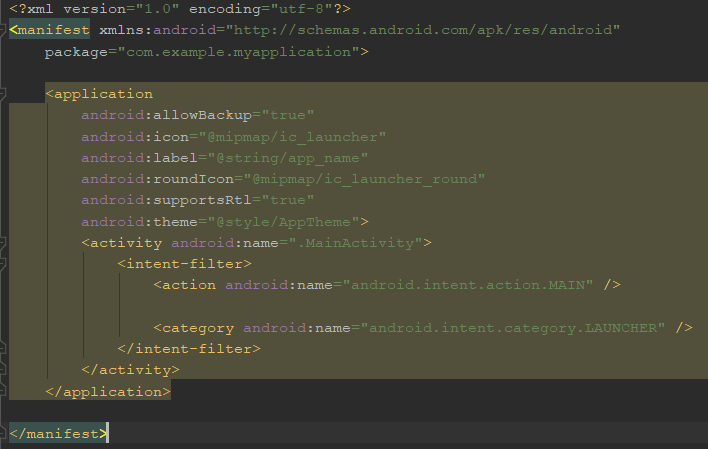 <?xml version="1.0" encoding="utf-8"?>
<manifest xmlns:android="http://schemas.android.com/apk/res/android"
    package="com.example.myapplication">

    <application
        android:allowBackup="true"
        android:icon="@mipmap/ic_launcher"
        android:label="@string/app_name"
        android:roundIcon="@mipmap/ic_launcher_round"
        android:supportsRtl="true"
        android:theme="@style/AppTheme">
        <activity android:name=".MainActivity">
            <intent-filter>
                <action android:name="android.intent.action.MAIN" />

                <category android:name="android.intent.category.LAUNCHER" />
            </intent-filter>
        </activity>
    </application>

</manifest>